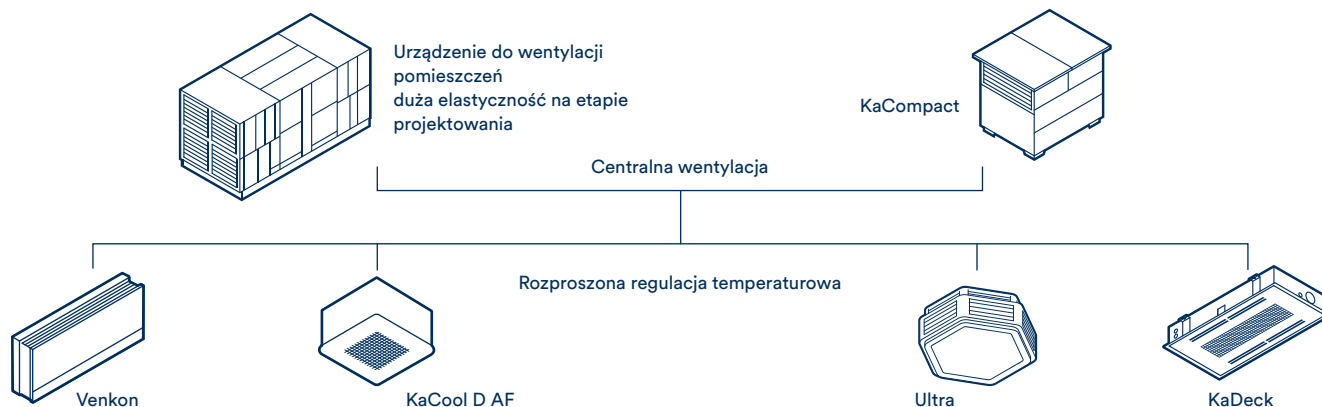 Urządzenie do wentylacji
pomieszczeń
duża elastyczność na etapie
projektowania
KaCompact
Centralna wentylacja
Rozproszona regulacja temperaturowa
Venkon
KaCool D AF
Ultra
KaDeck